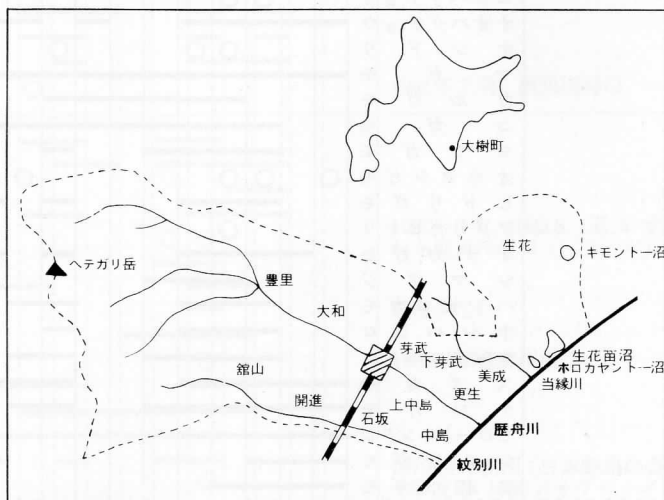 大樹町
生花
キモントー沼
ペテガリ岳
豊里
大和
芽武
生花苗沼
ホロカヤントー沼
下芽武
美成
当縁川
舘山
更生
上中島
開進
石坂
歴舟川
中島
紋別川